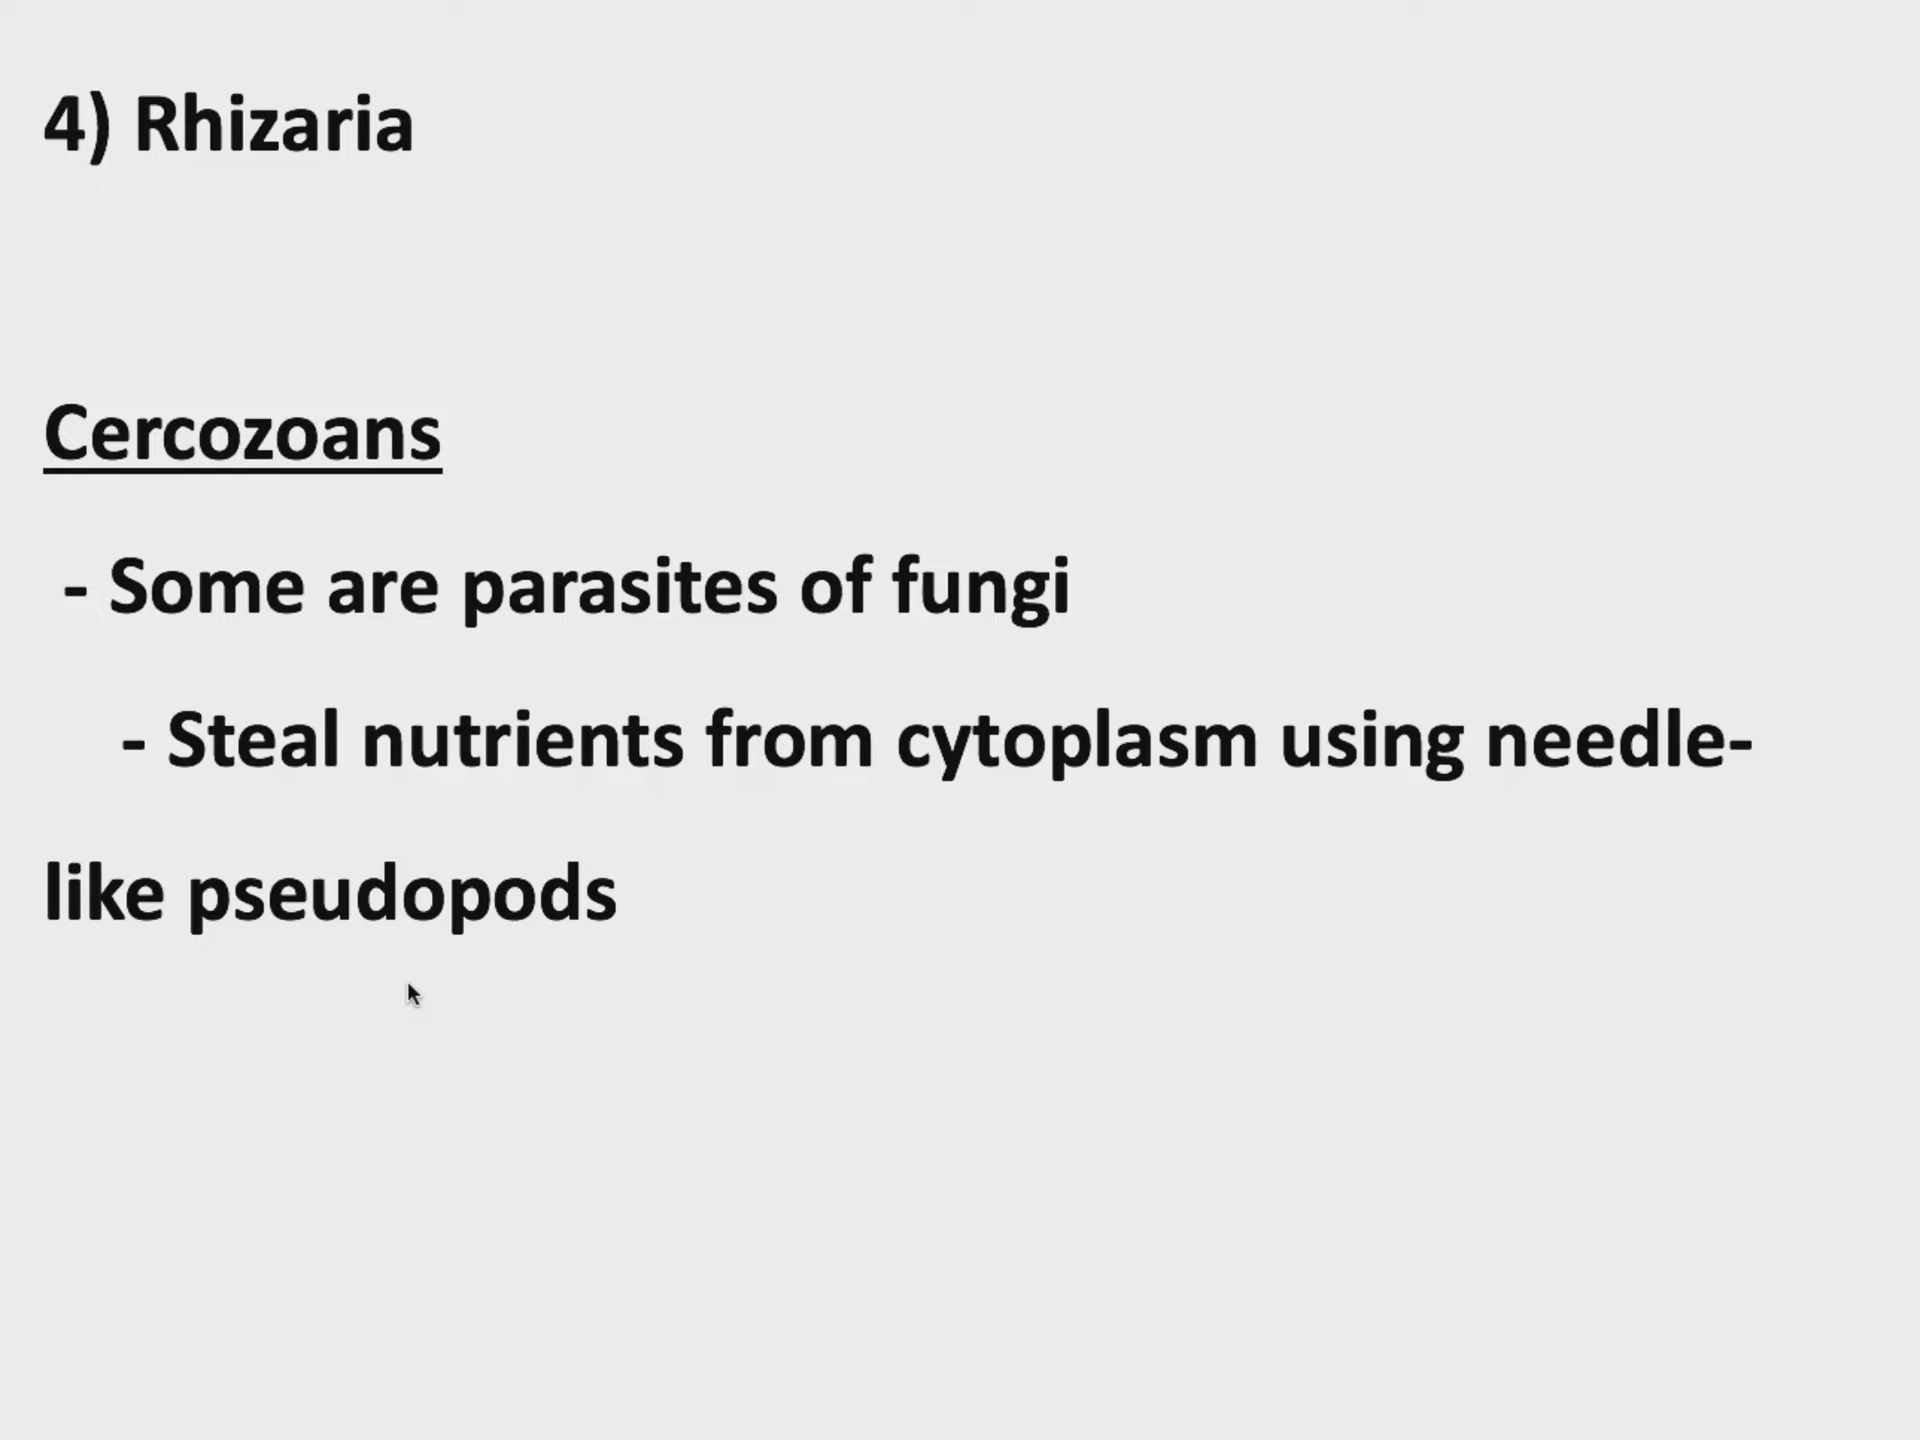 4) Rhizaria
Cercozoans
- Some are parasites of fungi
- Steal nutrients from cytoplasm using needle-
like pseudopods